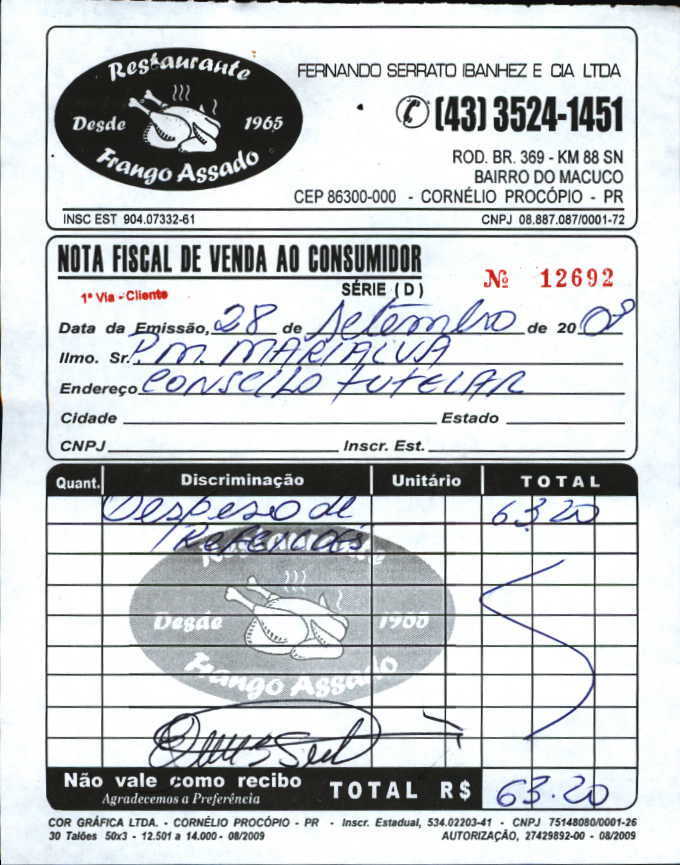 Restaurante
Desde 1965
Frango Assado
FERNANDO SERRATO IBANHEZ E CIA LTDA
(43) 3524-1451
ROD. BR. 369 - KM 88 SN
BAIRRO DO MACUCO
CEP 86300-000 - CORNÉLIO PROCÓPIO - PR
INSC EST 904.07332-61 CNPJ 08.887.087/0001-72
NOTA FISCAL DE VENDA AO CONSUMIDOR
SÉRIE (D)
Nº 12692
1ª Via - Cliente
Data da Emissão, 28 de Setembro de 2009
Ilmo. Sr. P.M. MARIALVA
Endereço CONSELHO TUTELAR
Cidade Estado
CNPJ Inscr. Est.
Quant. Discriminação Unitário TOTAL
Despesa de 63.20
Refeições
Restaurante
Desde 1965
Frango Assado
Não vale como recibo
Agradecemos a Preferência
TOTAL R$ 63.20
COR GRÁFICA LTDA. - CORNÉLIO PROCÓPIO - PR - Inscr. Estadual, 534.02203-41 - CNPJ 75148080/0001-26
30 Talões 50x3 - 12.501 a 14.000 - 08/2009 AUTORIZAÇÃO, 27429892-00 - 08/2009